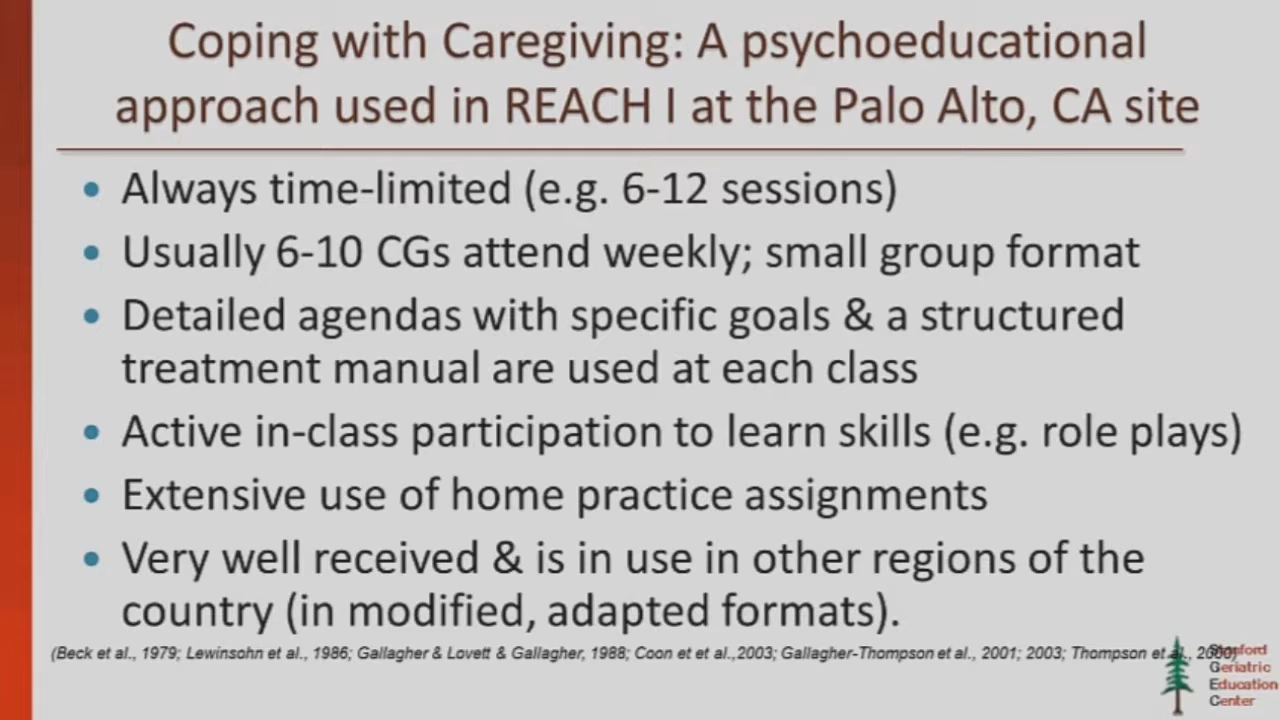 Coping with Caregiving: A psychoeducational
approach used in REACH I at the Palo Alto, CA site
• Always time-limited (e.g. 6-12 sessions)
• Usually 6-10 CGs attend weekly; small group format
• Detailed agendas with specific goals & a structured
treatment manual are used at each class
• Active in-class participation to learn skills (e.g. role plays)
• Extensive use of home practice assignments
• Very well received & is in use in other regions of the
country (in modified, adapted formats).
(Beck et al., 1979; Lewinsohn et al., 1986; Gallagher & Lovett & Gallagher, 1988; Coon et et al.,2003; Gallagher-Thompson et al., 2001; 2003; Thompson et al.,
Stanford
Geriatric
Education
Center